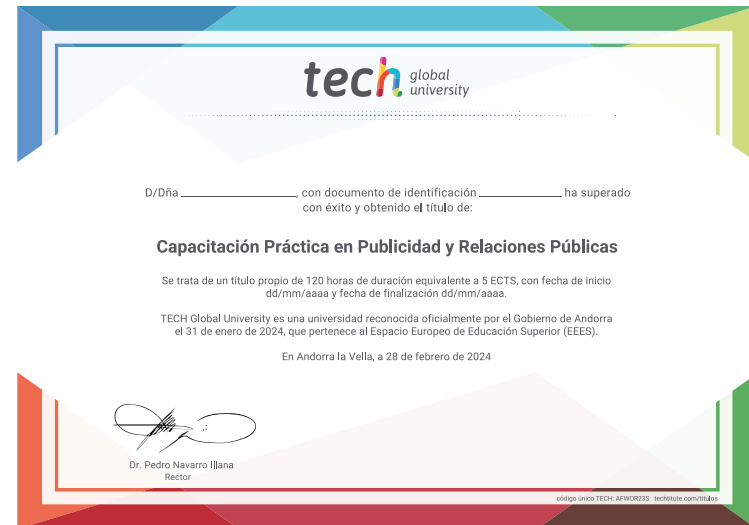 tech global
university
D/Dña ____________________, con documento de identificación ______________ ha superado
con éxito y obtenido el título de:
Capacitación Práctica en Publicidad y Relaciones Públicas
Se trata de un título propio de 120 horas de duración equivalente a 5 ECTS, con fecha de inicio
dd/mm/aaaa y fecha de finalización dd/mm/aaaa.
TECH Global University es una universidad reconocida oficialmente por el Gobierno de Andorra
el 31 de enero de 2024, que pertenece al Espacio Europeo de Educación Superior (EEES).
En Andorra la Vella, a 28 de febrero de 2024
Dr. Pedro Navarro Illana
Rector
código único TECH: AFWOR23S techtitute.com/titulos